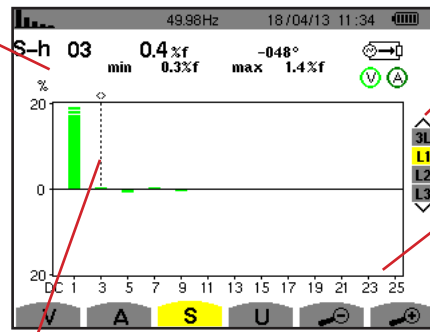 49.98Hz 18/04/13 11:34
S-h 03 0.4 %f -048°
min 0.3%f max 1.4%f
V A
%
20
0
20
3L
L1
L2
L3
DC 1 3 5 7 9 11 13 15 17 19 21 23 25
V A S U